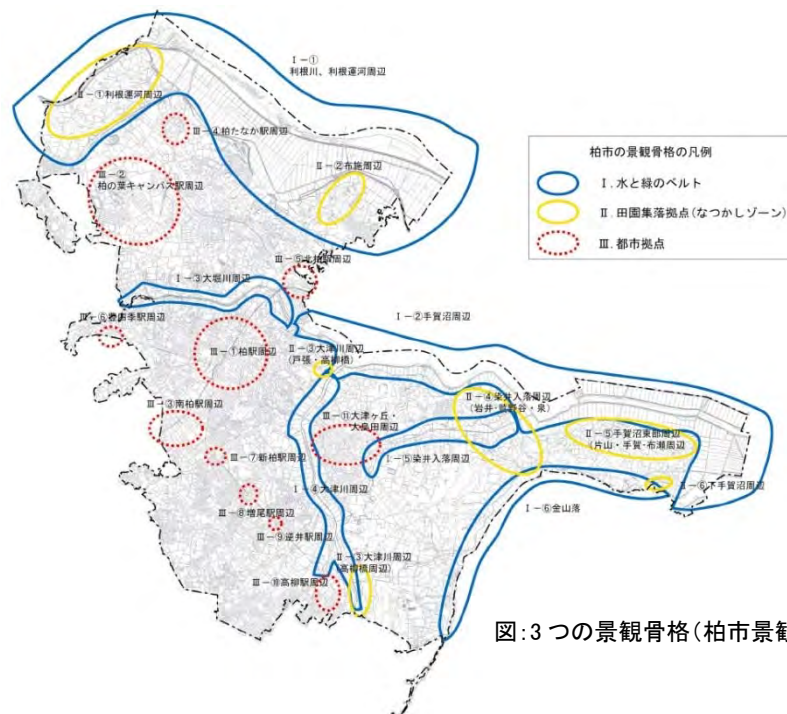 Ⅰ-①
利根川、利根運河周辺
Ⅱ-①利根運河周辺
Ⅲ-④柏たなか駅周辺
Ⅲ-②
柏の葉キャンパス駅周辺
Ⅱ-②布施周辺
柏市の景観骨格の凡例
Ⅰ.水と緑のベルト
Ⅱ.田園集落拠点(なつかしゾーン)
Ⅲ.都市拠点
Ⅲ-⑤北柏駅周辺
Ⅰ-③大堀川周辺
Ⅲ-⑥豊四季駅周辺
Ⅰ-②手賀沼周辺
Ⅲ-①柏駅周辺
Ⅱ-③大津川周辺
(戸張・高柳橋)
Ⅲ-③南柏駅周辺
Ⅲ-⑪大津ヶ丘・
大島田周辺
Ⅱ-④染井入落周辺
(岩井・鷲野谷・泉)
Ⅱ-⑤手賀沼東部周辺
(片山・手賀・布瀬周辺)
Ⅲ-⑦新柏駅周辺
Ⅰ-⑤染井入落周辺
Ⅱ-⑥下手賀沼周辺
Ⅰ-④大津川周辺
Ⅲ-⑧増尾駅周辺
Ⅰ-⑥金山落
Ⅲ-⑨逆井駅周辺
Ⅱ-③大津川周辺
(高柳橋周辺)
Ⅲ-⑩高柳駅周辺
図:3つの景観骨格(柏市景観